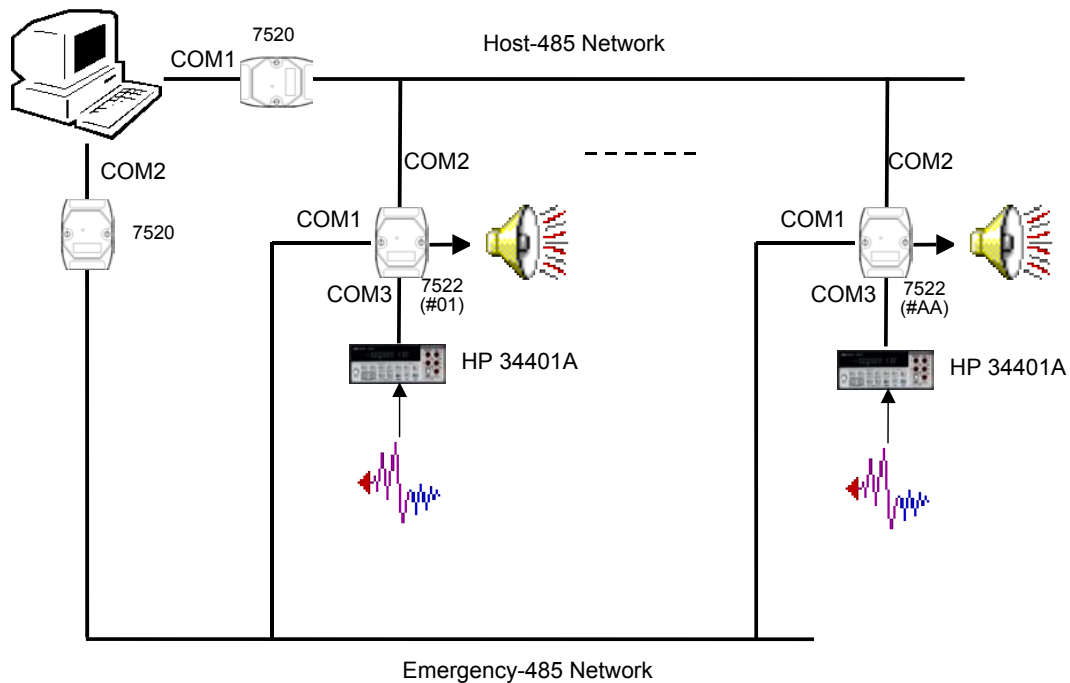 7520
Host-485 Network
COM1
COM2
COM2
COM2
7520
COM1
COM1
COM3
7522
(#01)
COM3
7522
(#AA)
HP 34401A
HP 34401A
Emergency-485 Network